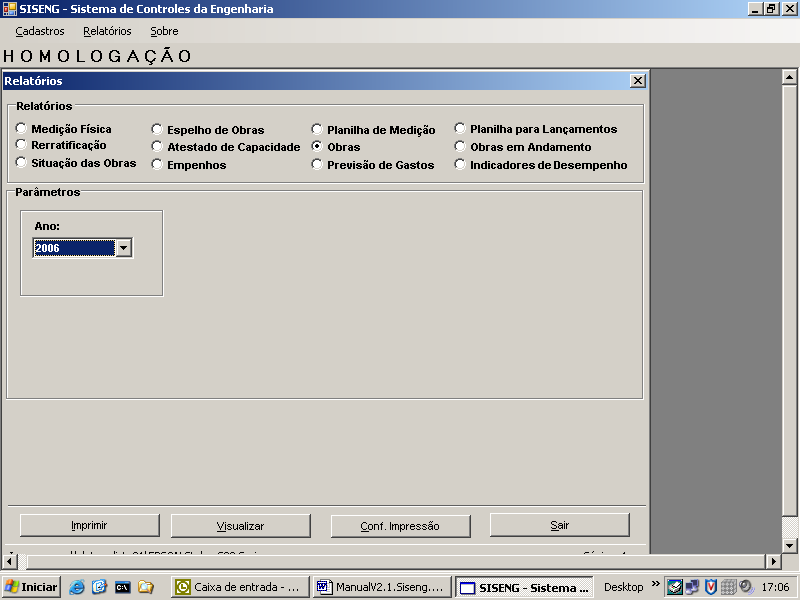 SISENG - Sistema de Controles da Engenharia
Cadastros Relatórios Sobre
HOMOLOGAÇÃO
Relatórios
Relatórios
Medição Física Espelho de Obras Planilha de Medição Planilha para Lançamentos
Rerratificação Atestado de Capacidade Obras Obras em Andamento
Situação das Obras Empenhos Previsão de Gastos Indicadores de Desempenho
Parâmetros
Ano:
2006
Imprimir Visualizar Conf. Impressão Sair
Iniciar Caixa de entrada - ... ManualV2.1.Siseng.... SISENG - Sistema ... Desktop » 17:06